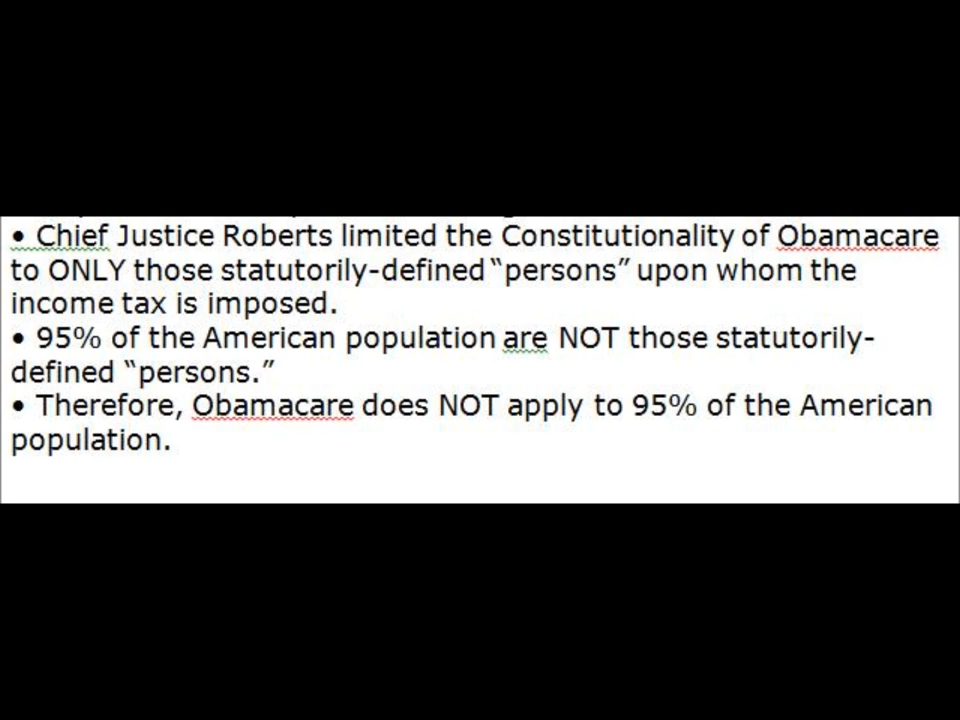 • Chief Justice Roberts limited the Constitutionality of Obamacare
to ONLY those statutorily-defined “persons” upon whom the
income tax is imposed.
• 95% of the American population are NOT those statutorily-
defined “persons.”
• Therefore, Obamacare does NOT apply to 95% of the American
population.